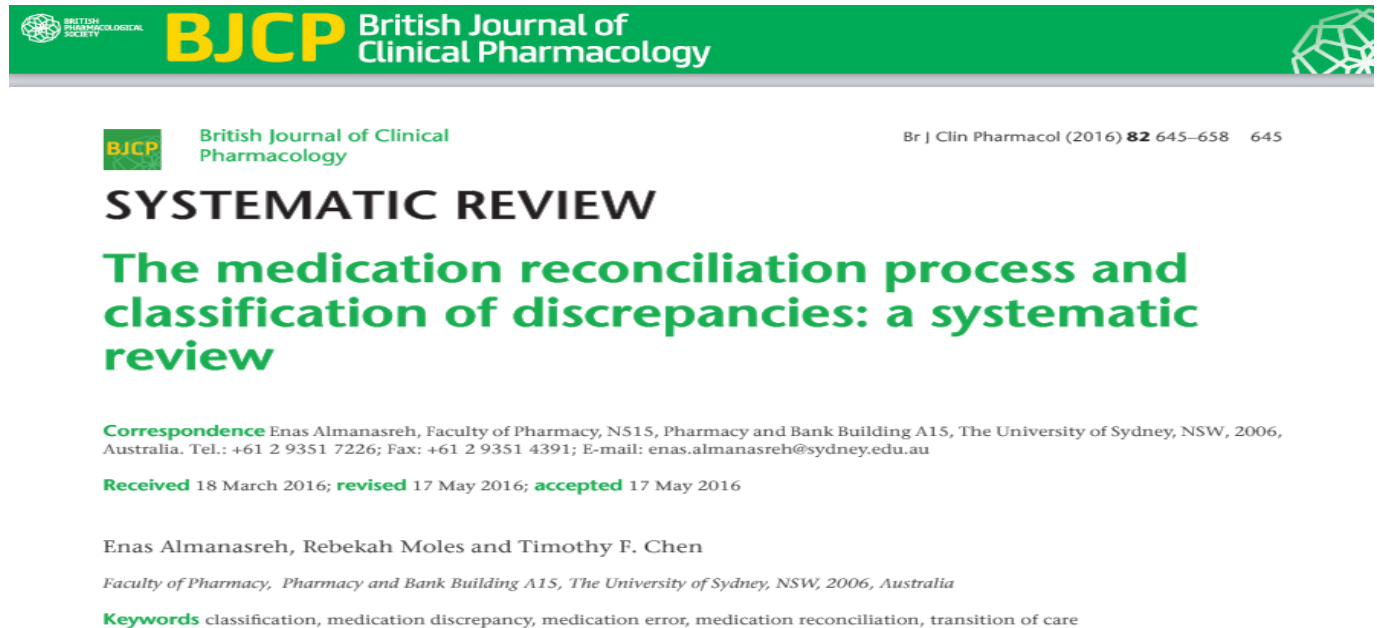 BRITISH
PHARMACOLOGICAL
SOCIETY
BJCP British Journal of
Clinical Pharmacology
BJCP
British Journal of Clinical
Pharmacology
Br J Clin Pharmacol (2016) 82 645–658 645
SYSTEMATIC REVIEW
The medication reconciliation process and
classification of discrepancies: a systematic
review
Correspondence Enas Almanasreh, Faculty of Pharmacy, N515, Pharmacy and Bank Building A15, The University of Sydney, NSW, 2006,
Australia. Tel.: +61 2 9351 7226; Fax: +61 2 9351 4391; E-mail: enas.almanasreh@sydney.edu.au
Received 18 March 2016; revised 17 May 2016; accepted 17 May 2016
Enas Almanasreh, Rebekah Moles and Timothy F. Chen
Faculty of Pharmacy, Pharmacy and Bank Building A15, The University of Sydney, NSW, 2006, Australia
Keywords classification, medication discrepancy, medication error, medication reconciliation, transition of care